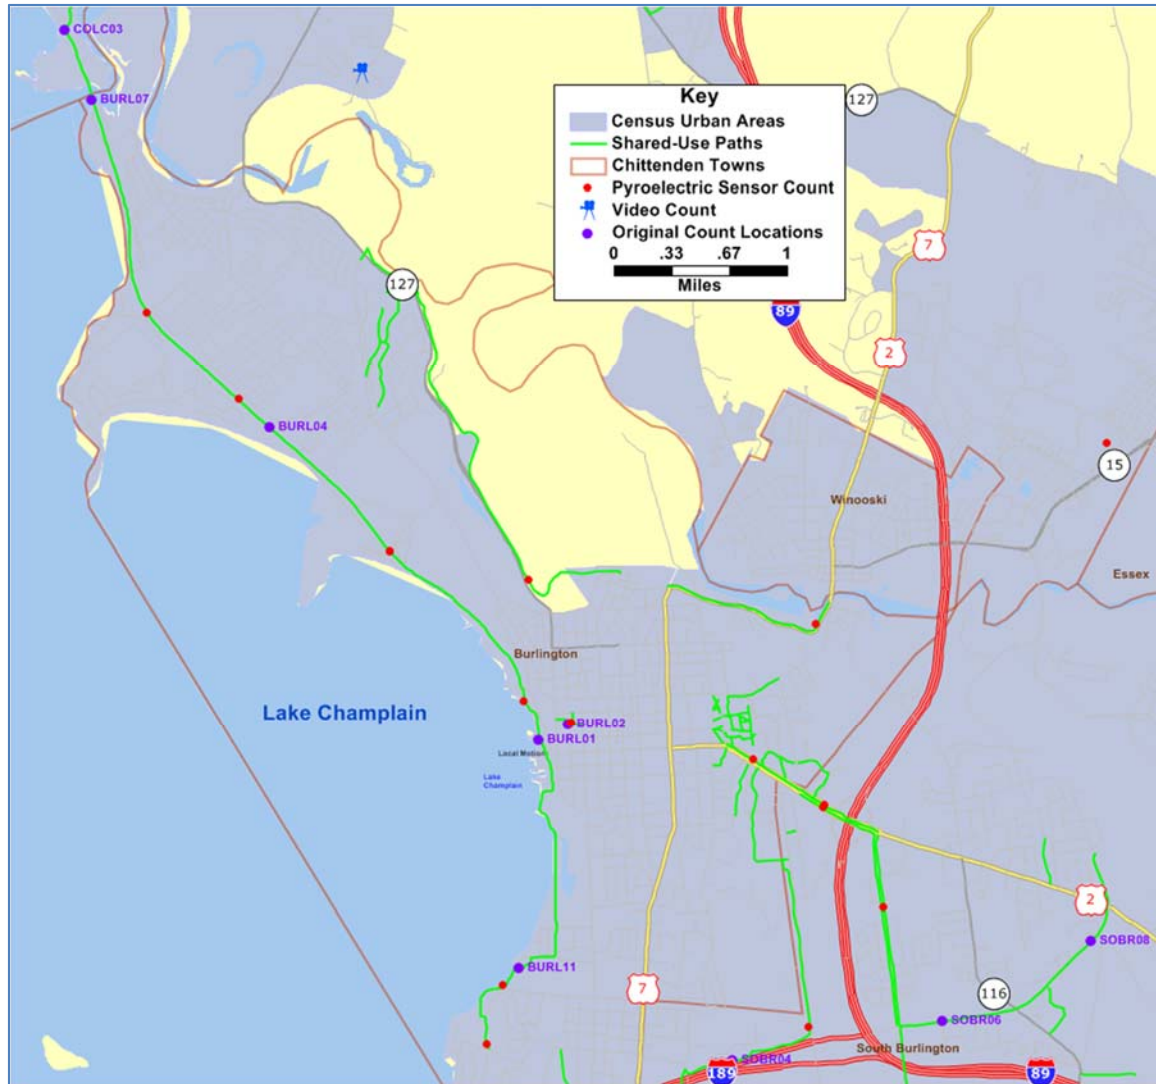 COLC03
BURL07
Key
Census Urban Areas
Shared-Use Paths
Chittenden Towns
Pyroelectric Sensor Count
Video Count
Original Count Locations
0 .33 .67 1
Miles
127
7
127
89
2
BURL04
15
Winooski
Essex
Burlington
Lake Champlain
BURL02
BURL01
Local Motion
Lake
Champlain
2
SOBR08
BURL11
7
116
SOBR06
South Burlington
SOBR04
189
89